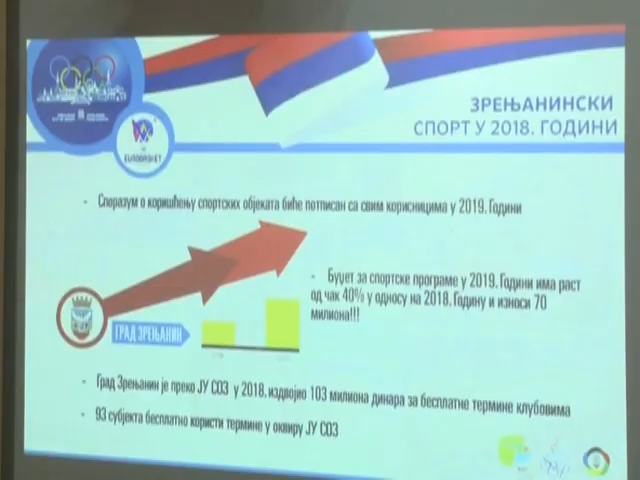 ЗРЕЊАНИНСКИ
СПОРТ У 2018. ГОДИНИ
EUROBASKET
- Споразум о коришћењу спортских објеката биће потписан са свим корисницима у 2019. Години
- Буџет за спортске програме у 2019. Години има раст
од чак 40% у односу на 2018. Годину и износи 70
милиона!!!
ГРАД ЗРЕЊАНИН
- Град Зрењанин је преко ЈУ СОЗ у 2018. издвојио 103 милиона динара за бесплатне термине клубовима
- 93 субјекта бесплатно користи термине у оквиру ЈУ СОЗ